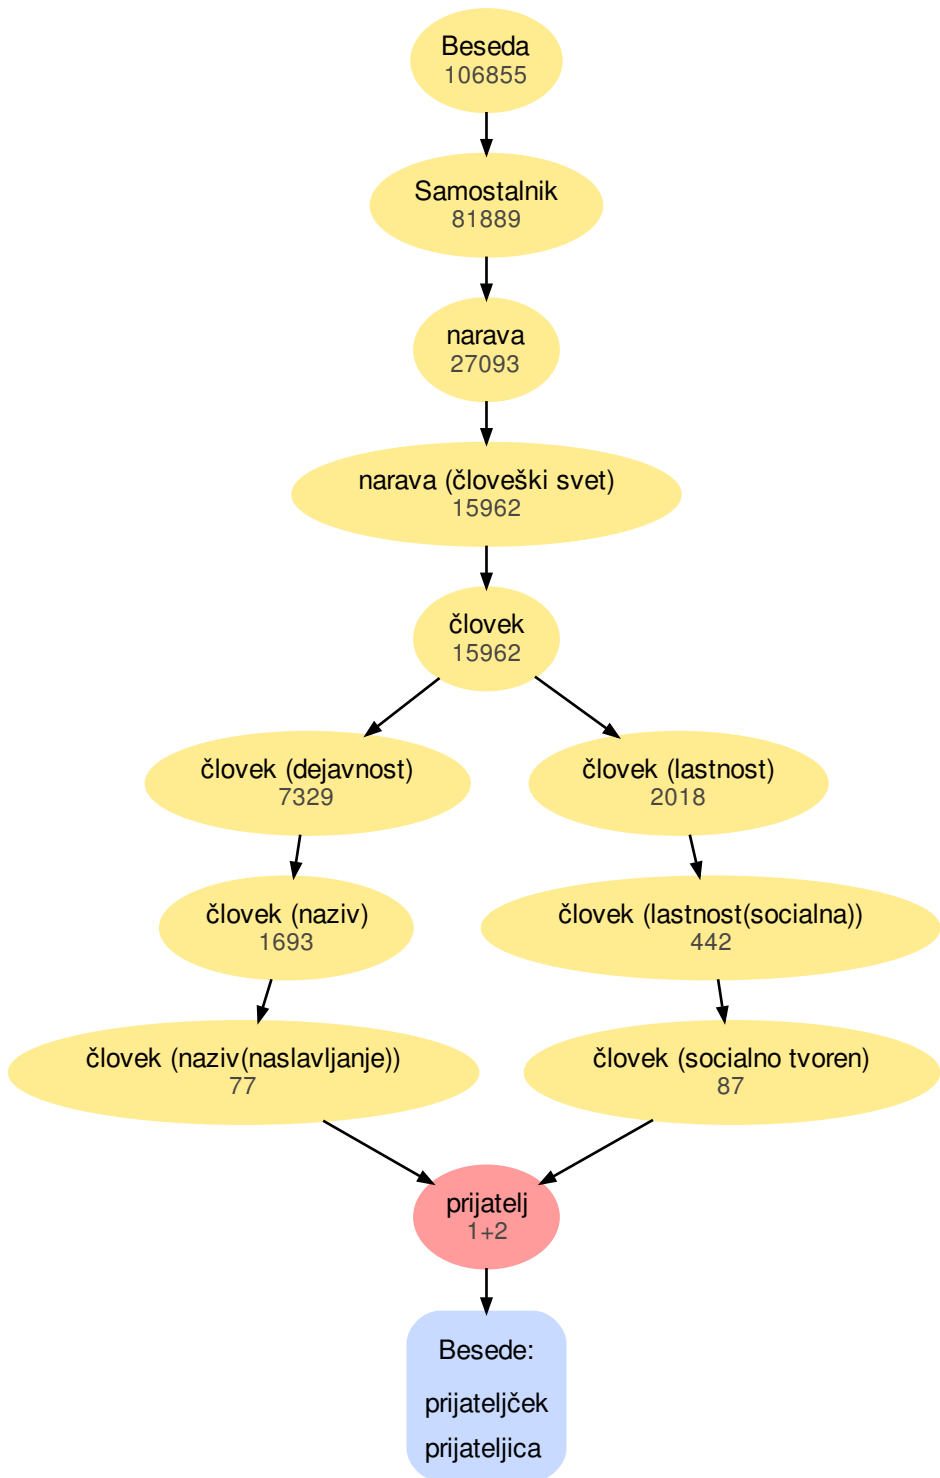 Beseda
106855
Samostalnik
81889
narava
27093
narava (človeški svet)
15962
človek
15962
človek (dejavnost)
7329
človek (lastnost)
2018
človek (naziv)
1693
človek (lastnost(socialna))
442
človek (naziv(naslavljanje))
77
človek (socialno tvoren)
87
prijatelj
1+2
Besede:
prijateljček
prijateljica